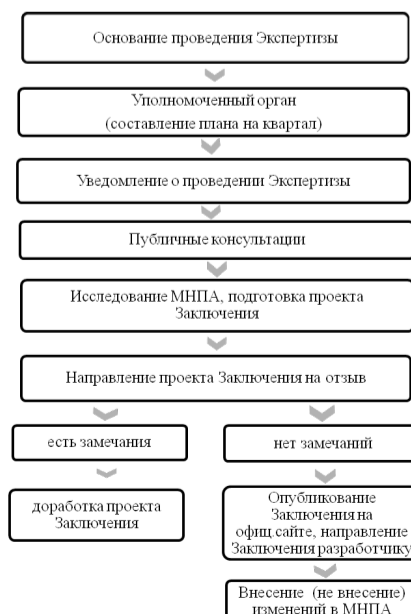 Основание проведения Экспертизы
Уполномоченный орган
(составление плана на квартал)
Уведомление о проведении Экспертизы
Публичные консультации
Исследование МНПА, подготовка проекта
Заключения
Направление проекта Заключения на отзыв
есть замечания
нет замечаний
доработка проекта
Заключения
Опубликование
Заключения на
офиц.сайте, направление
Заключения разработчику
Внесение (не внесение)
изменений в МНПА